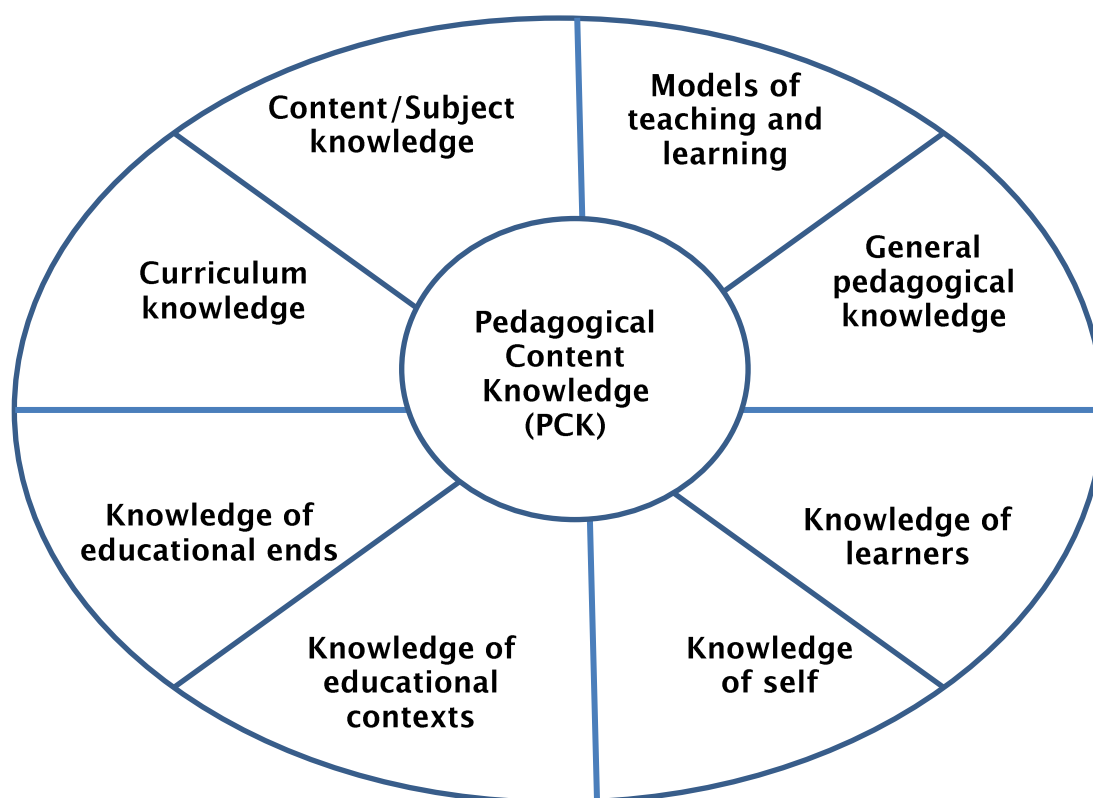 Content/Subject
knowledge
Models of
teaching and
learning
General
pedagogical
knowledge
Knowledge of
learners
Knowledge
of self
Knowledge of
educational
contexts
Knowledge of
educational ends
Curriculum
knowledge
Pedagogical
Content
Knowledge
(PCK)